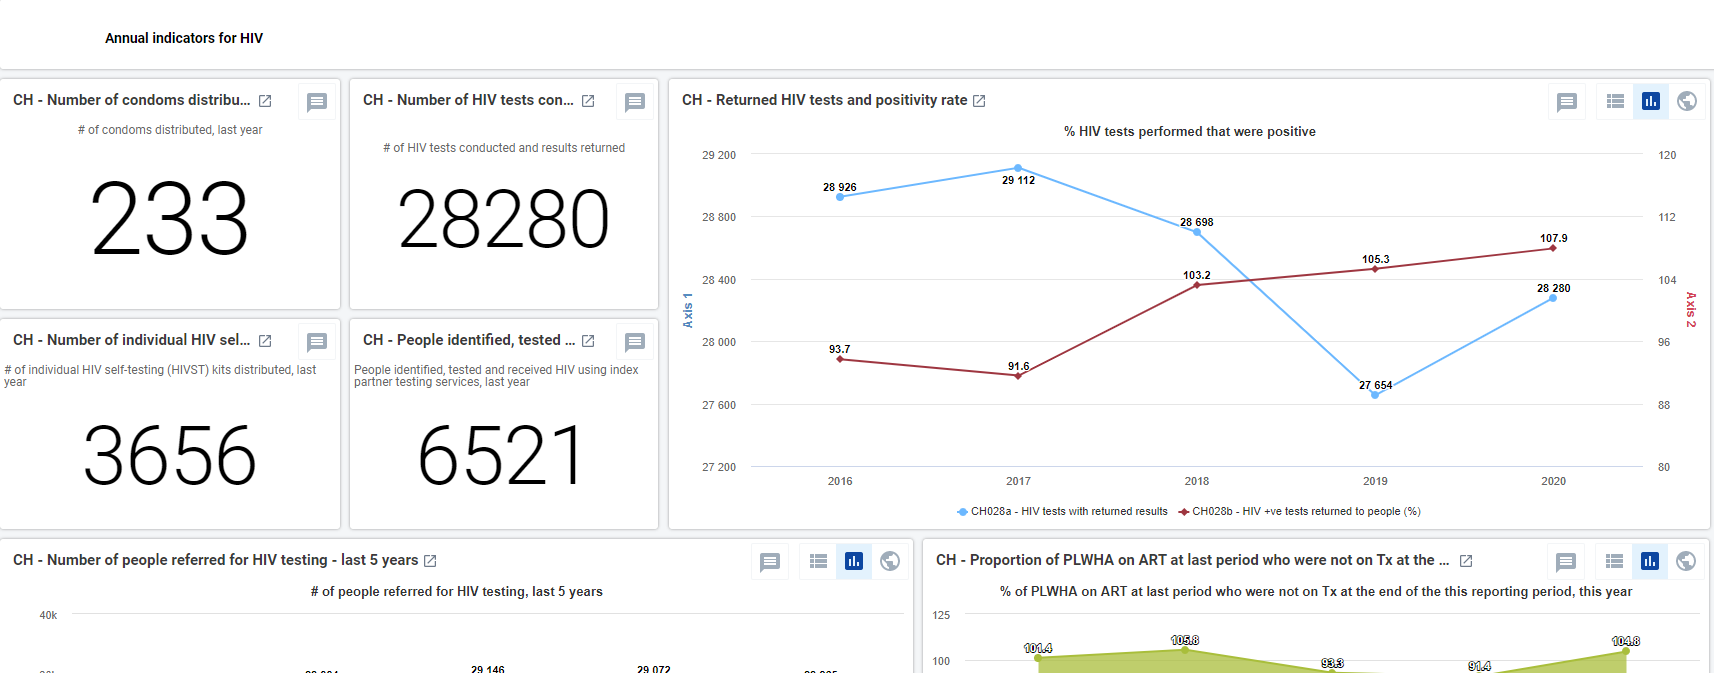 Annual indicators for HIV
CH - Number of condoms distribu...
# of condoms distributed, last year
233
CH - Number of HIV tests con...
# of HIV tests conducted and results returned
28280
CH - Number of individual HIV sel...
# of individual HIV self-testing (HIVST) kits distributed, last
year
3656
CH - People identified, tested ...
People identified, tested and received HIV using index
partner testing services, last year
6521
CH - Returned HIV tests and positivity rate
% HIV tests performed that were positive
29 200
28 800
28 400
28 000
27 600
27 200
Axis 1
120
112
104
96
88
80
Axis 2
28 926
29 112
28 698
27 654
28 280
93.7
91.6
103.2
105.3
107.9
2016
2017
2018
2019
2020
CH028a - HIV tests with returned results
CH028b - HIV +ve tests returned to people (%)
CH - Number of people referred for HIV testing - last 5 years
# of people referred for HIV testing, last 5 years
40k
29 146
29 072
CH - Proportion of PLWHA on ART at last period who were not on Tx at the ...
% of PLWHA on ART at last period who were not on Tx at the end of the this reporting period, this year
125
100
101.4
105.8
93.3
91.4
104.8